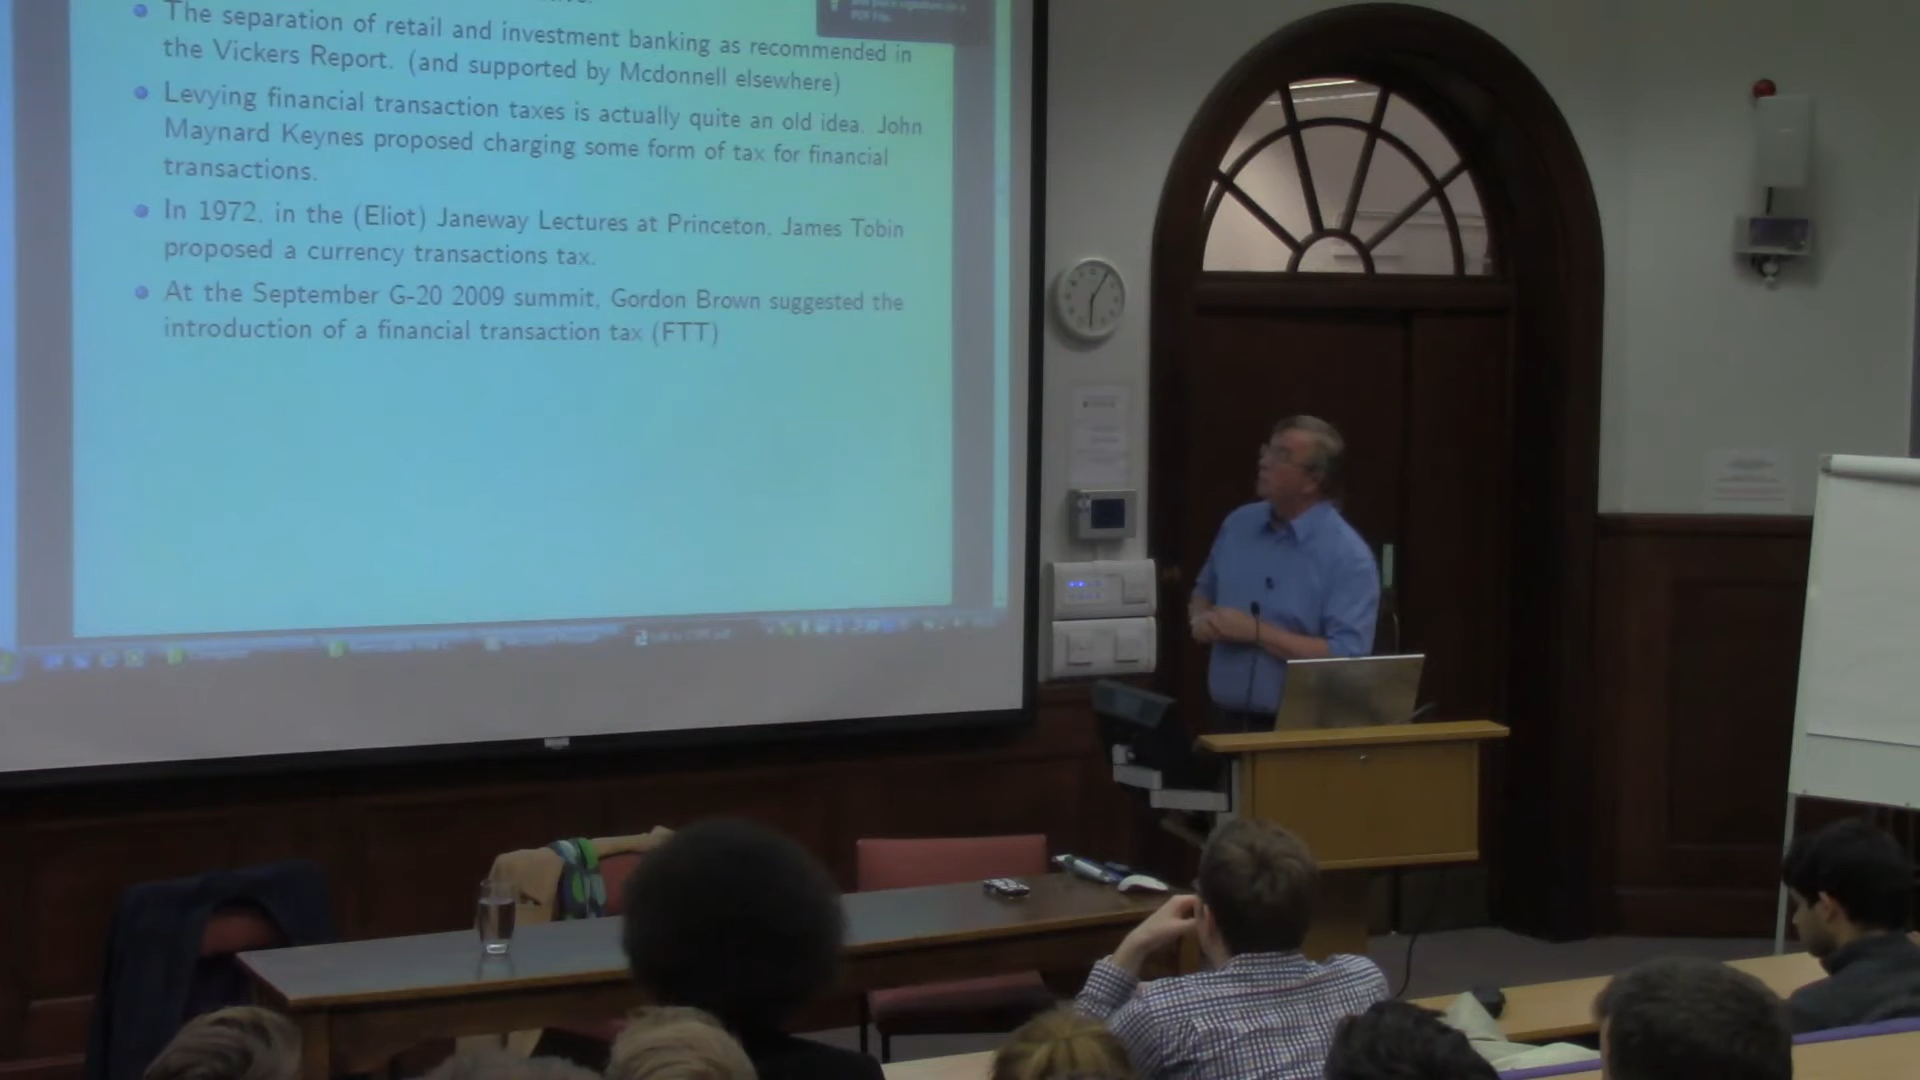 The separation of retail and investment banking as recommended in
the Vickers Report. (and supported by Mcdonnell elsewhere)
Levying financial transaction taxes is actually quite an old idea. John
Maynard Keynes proposed charging some form of tax for financial
transactions.
In 1972, in the (Eliot) Janeway Lectures at Princeton, James Tobin
proposed a currency transactions tax.
At the September G-20 2009 summit, Gordon Brown suggested the
introduction of a financial transaction tax (FTT)
PDF File.